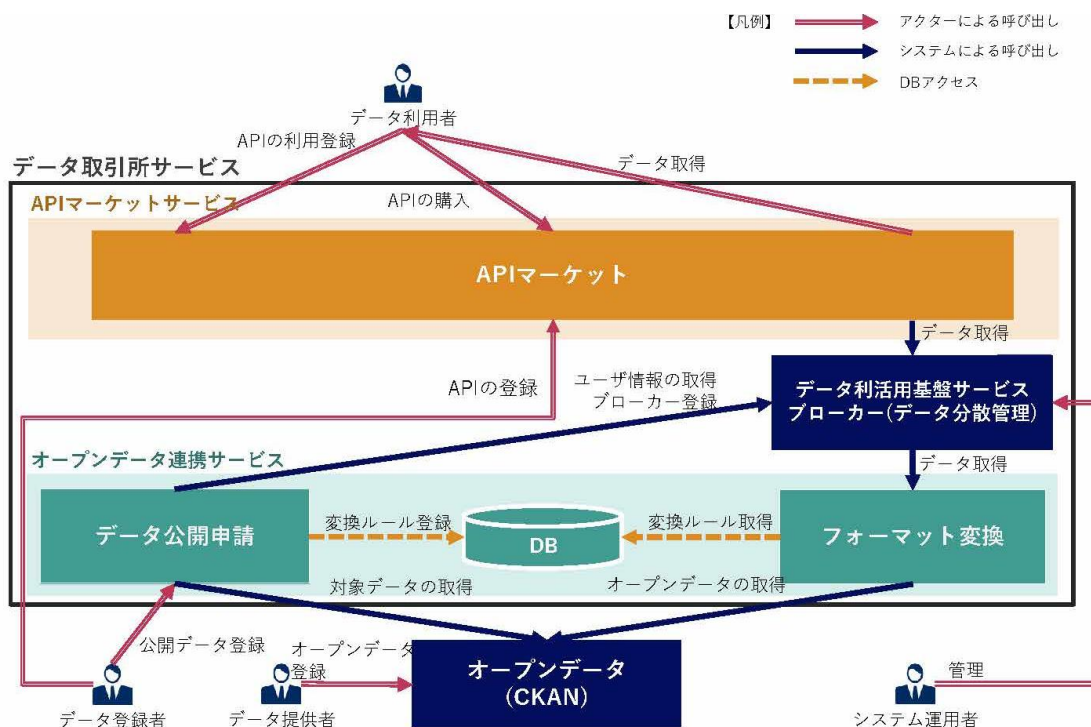 【凡例】
アクターによる呼び出し
システムによる呼び出し
DBアクセス
データ利用者
APIの利用登録
データ取得
データ取引所サービス
APIマーケットサービス
APIの購入
APIマーケット
データ取得
APIの登録
ユーザ情報の取得
ブローカー登録
データ利活用基盤サービス
ブローカー(データ分散管理)
オープンデータ連携サービス
データ取得
データ公開申請
変換ルール登録
DB
変換ルール取得
フォーマット変換
対象データの取得
オープンデータの取得
公開データ登録
オープンデータ
登録
オープンデータ
(CKAN)
管理
データ登録者
データ提供者
システム運用者